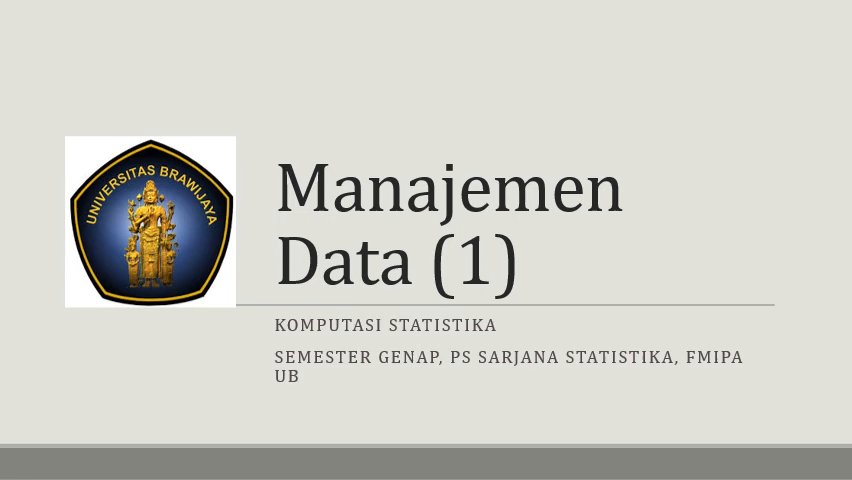 UNIVERSITAS BRAWIJAYA
Manajemen
Data (1)
KOMPUTASI STATISTIKA
SEMESTER GENAP, PS SARJANA STATISTIKA, FMIPA
UB